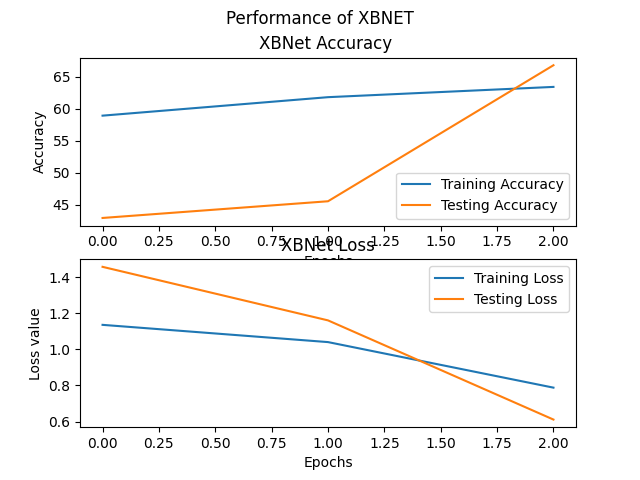 Performance of XBNET
XBNet Accuracy
Accuracy
65
60
55
50
45
Training Accuracy
Testing Accuracy
0.00 0.25 0.50 0.75 1.00 1.25 1.50 1.75 2.00
Epochs
XBNet Loss
Loss value
1.4
1.2
1.0
0.8
0.6
Training Loss
Testing Loss
0.00 0.25 0.50 0.75 1.00 1.25 1.50 1.75 2.00
Epochs